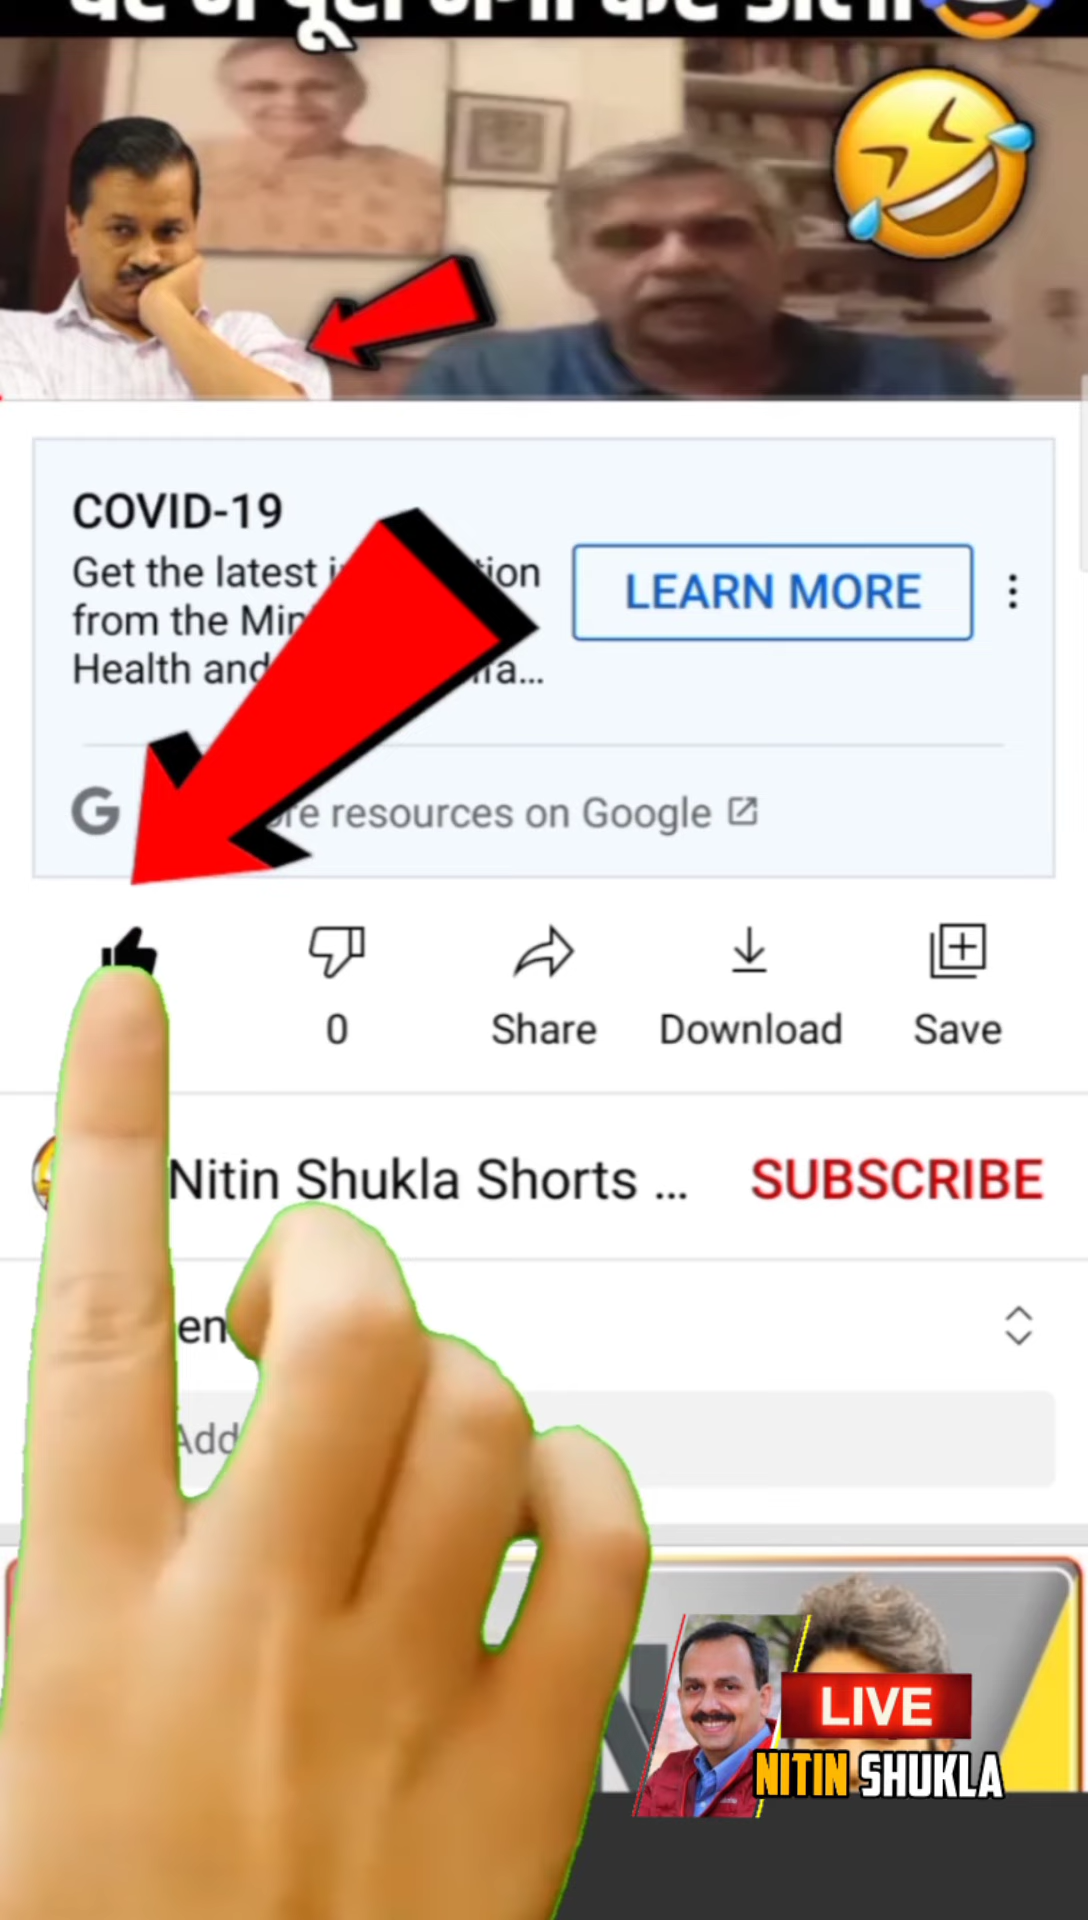 COVID-19
Get the latest
from the
Health and
LEARN MORE
resources on Google
0
Share
Download
Save
Nitin Shukla Shorts ...
SUBSCRIBE
Add
LIVE
NITIN SHUKLA